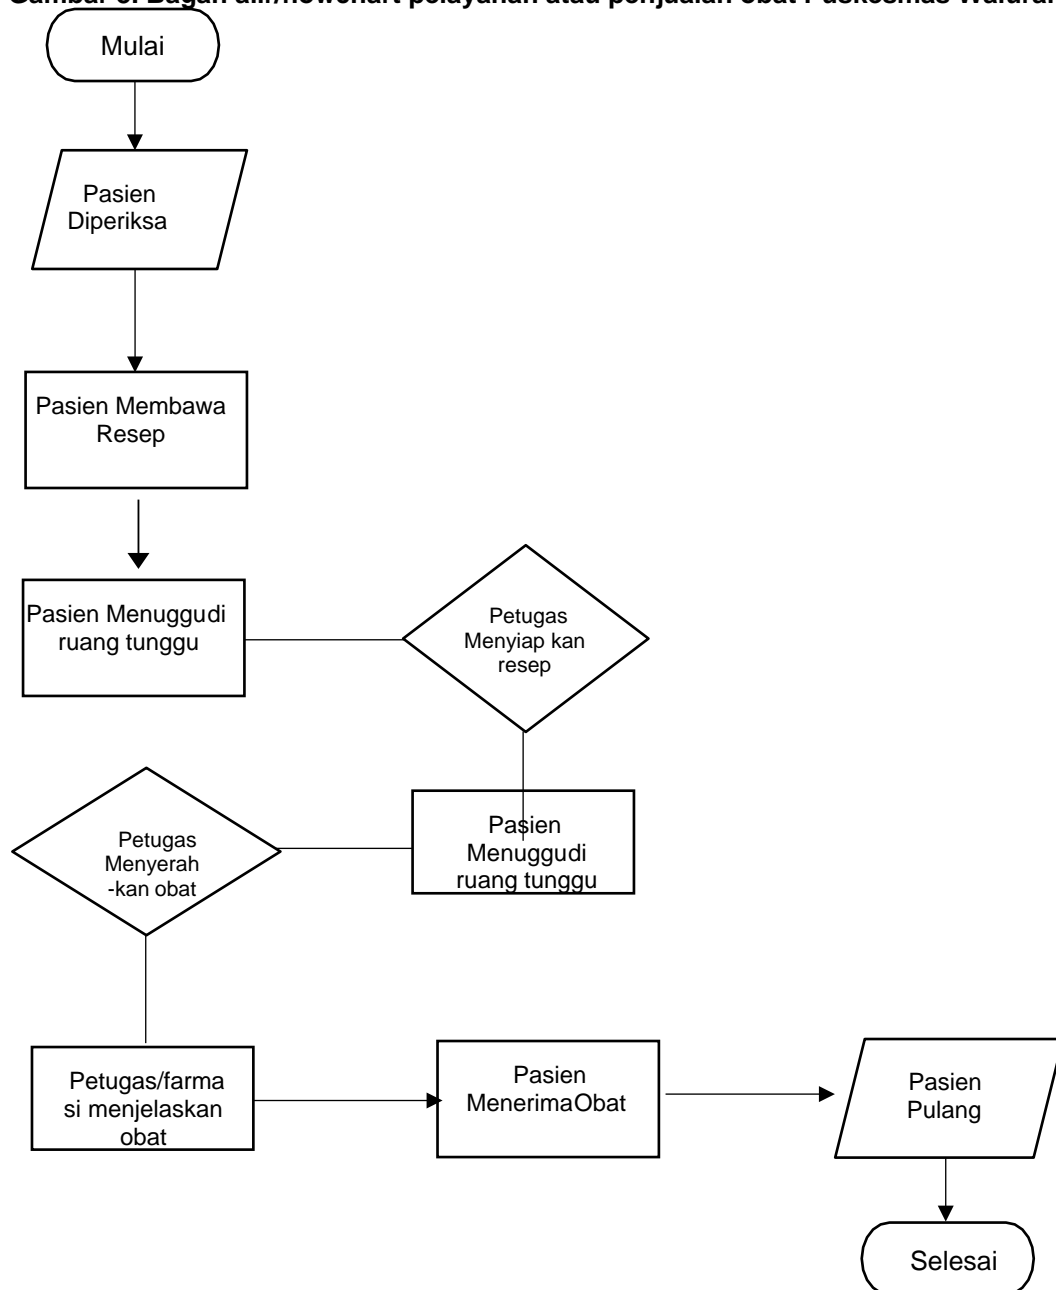 Gambar Bagan alir/flowchart pelayanan atau penjualan obat Puskesmas
Mulai
Pasien
Diperiksa
Pasien Membawa
Resep
Pasien Menuggudi
ruang tunggu
Petugas
Menyiap kan
resep
Pasien
Menuggudi
ruang tunggu
Petugas
Menyerah
-kan obat
Petugas/farma
si menjelaskan
obat
Pasien
MenerimaObat
Pasien
Pulang
Selesai